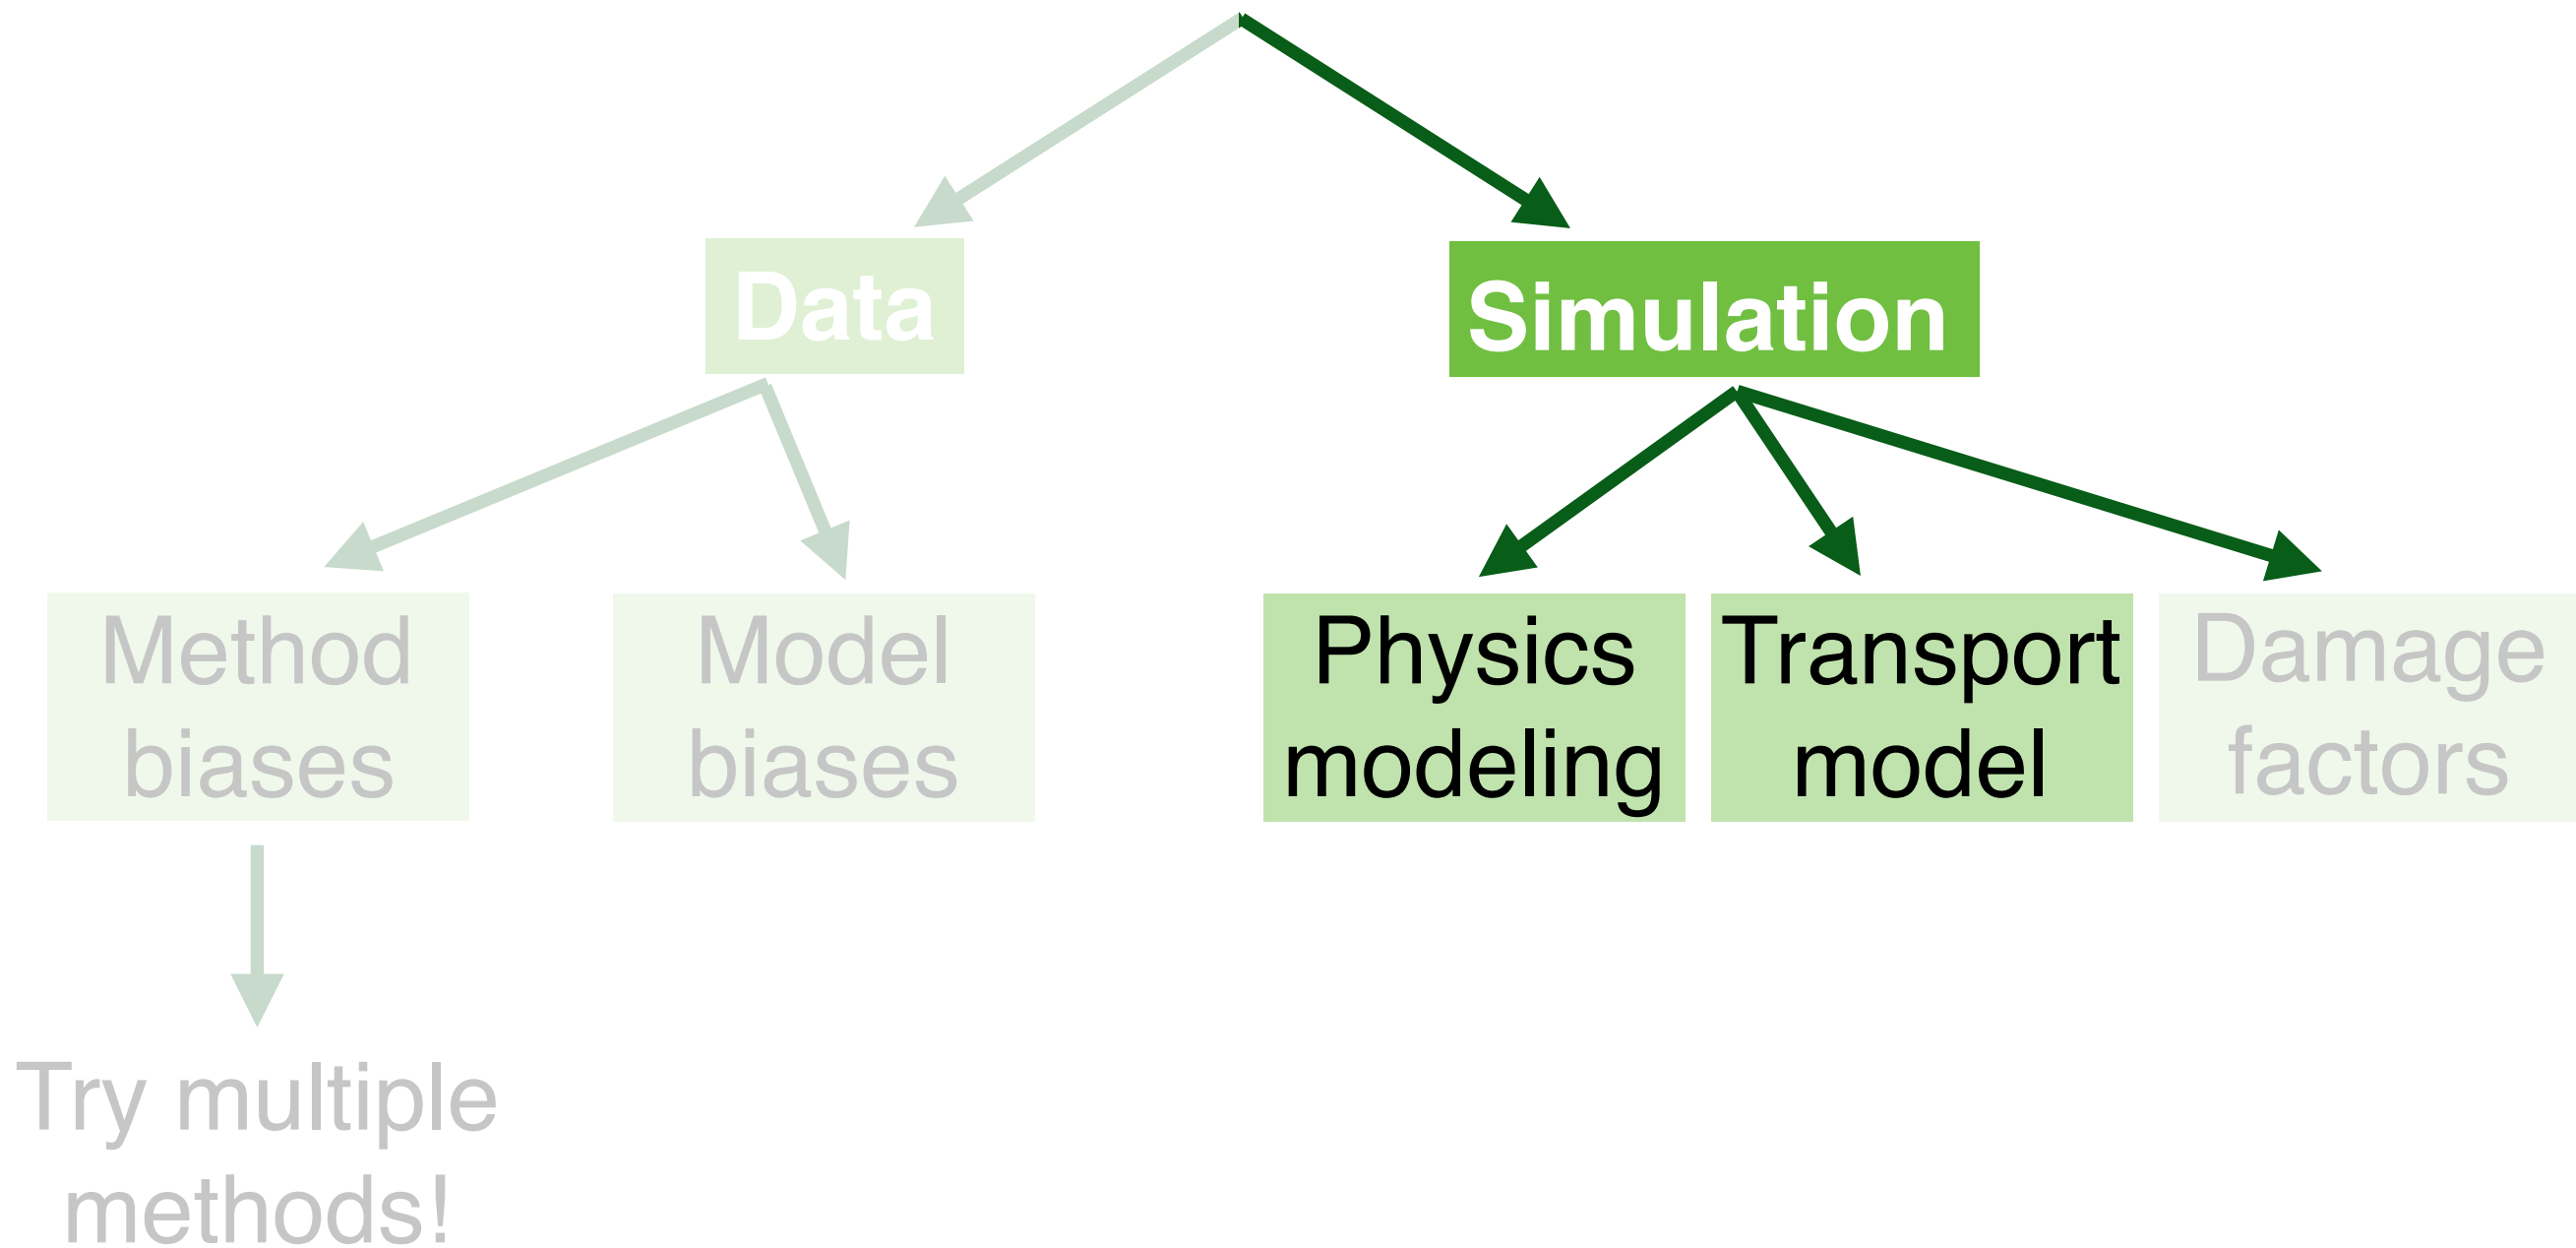 Data
Simulation
Method
biases
Model
biases
Physics
modeling
Transport
model
Damage
factors
Try multiple
methods!